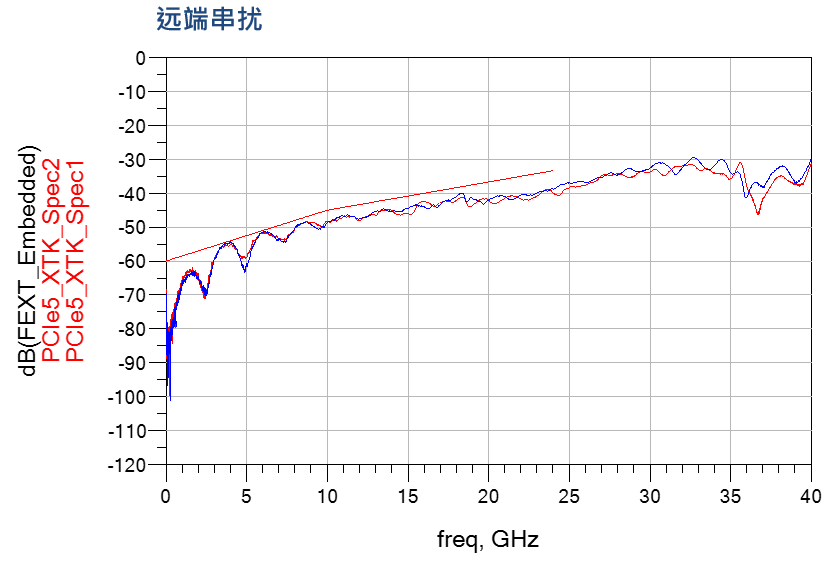 远端串扰
dB(FEXT_Embedded)
PCIe5_XTK_Spec2
PCIe5_XTK_Spec1
0
-10
-20
-30
-40
-50
-60
-70
-80
-90
-100
-110
-120
0 5 10 15 20 25 30 35 40
freq, GHz